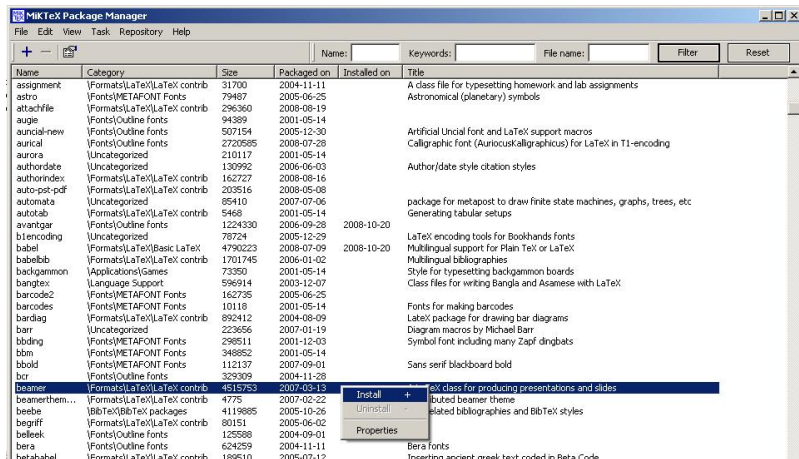 MiKTeX Package Manager
File Edit View Task Repository Help
Name: Keywords: File name: Filter Reset
Name Category Size Packaged on Installed on Title
assignment \Formats\LaTeX\LaTeX contrib 31700 2004-11-11 A class file for typesetting homework and lab assignments
astro \Fonts\METAFONT Fonts 79487 2005-06-25 Astronomical (planetary) symbols
attachfile \Formats\LaTeX\LaTeX contrib 296360 2008-08-19
augie \Fonts\Outline fonts 94389 2001-05-14
auncial-new \Fonts\Outline fonts 507154 2005-12-30 Artificial Uncial font and LaTeX support macros
aurical \Fonts\Outline fonts 2720585 2008-07-28 Calligraphic font (AuriocusKalligraphicus) for LaTeX in T1-encoding
aurora \Uncategorized 210117 2001-05-14
authordate \Uncategorized 130992 2006-06-03 Author/date style citation styles
authorindex \Formats\LaTeX\LaTeX contrib 162727 2008-08-16
auto-pst-pdf \Formats\LaTeX\LaTeX contrib 203516 2008-05-08
automata \Uncategorized 85410 2007-07-06 package for metapost to draw finite state machines, graphs, trees, etc
autotab \Formats\LaTeX\LaTeX contrib 5468 2001-05-14 Generating tabular setups
avantgar \Fonts\Outline fonts 1224330 2006-09-28 2008-10-20
b1encoding \Uncategorized 78724 2005-12-29 LaTeX encoding tools for Bookhands fonts
babel \Formats\LaTeX\Basic LaTeX 4790223 2008-07-09 2008-10-20 Multilingual support for Plain TeX or LaTeX
babelbib \Formats\LaTeX\LaTeX contrib 1701745 2006-01-02 Multilingual bibliographies
backgammon \Applications\Games 73350 2001-05-14 Style for typesetting backgammon boards
bangtex \Language Support 596914 2003-12-07 Class files for writing Bangla and Asamese with LaTeX
barcode2 \Fonts\METAFONT Fonts 162735 2005-06-25
barcodes \Fonts\METAFONT Fonts 10118 2001-05-14 Fonts for making barcodes
bardiag \Formats\LaTeX\LaTeX contrib 892412 2004-08-09 LateX package for drawing bar diagrams
barr \Uncategorized 223656 2007-01-19 Diagram macros by Michael Barr
bbding \Fonts\METAFONT Fonts 298511 2001-12-03 Symbol font including many Zapf dingbats
bbm \Fonts\METAFONT Fonts 348852 2001-05-14
bbold \Fonts\METAFONT Fonts 112137 2007-09-01 Sans serif blackboard bold
bcr \Fonts\Outline fonts 329309 2004-11-28
beamer \Formats\LaTeX\LaTeX contrib 4515753 2007-03-13 class for producing presentations and slides
Install +
beamerthem... \Formats\LaTeX\LaTeX contrib 4775 2007-02-22 beamer theme
Uninstall -
beebe \BibTeX\BibTeX packages 4119885 2005-10-26 bibliographies and BibTeX styles
begriff \Formats\LaTeX\LaTeX contrib 80151 2005-06-02
Properties
belleek \Fonts\Outline fonts 125588 2004-09-01
bera \Fonts\Outline fonts 624259 2004-11-11 Bera fonts
betababel \Formats\LaTeX\LaTeX contrib 189510 2005-07-12 Inserting ancient greek text coded in Beta Code